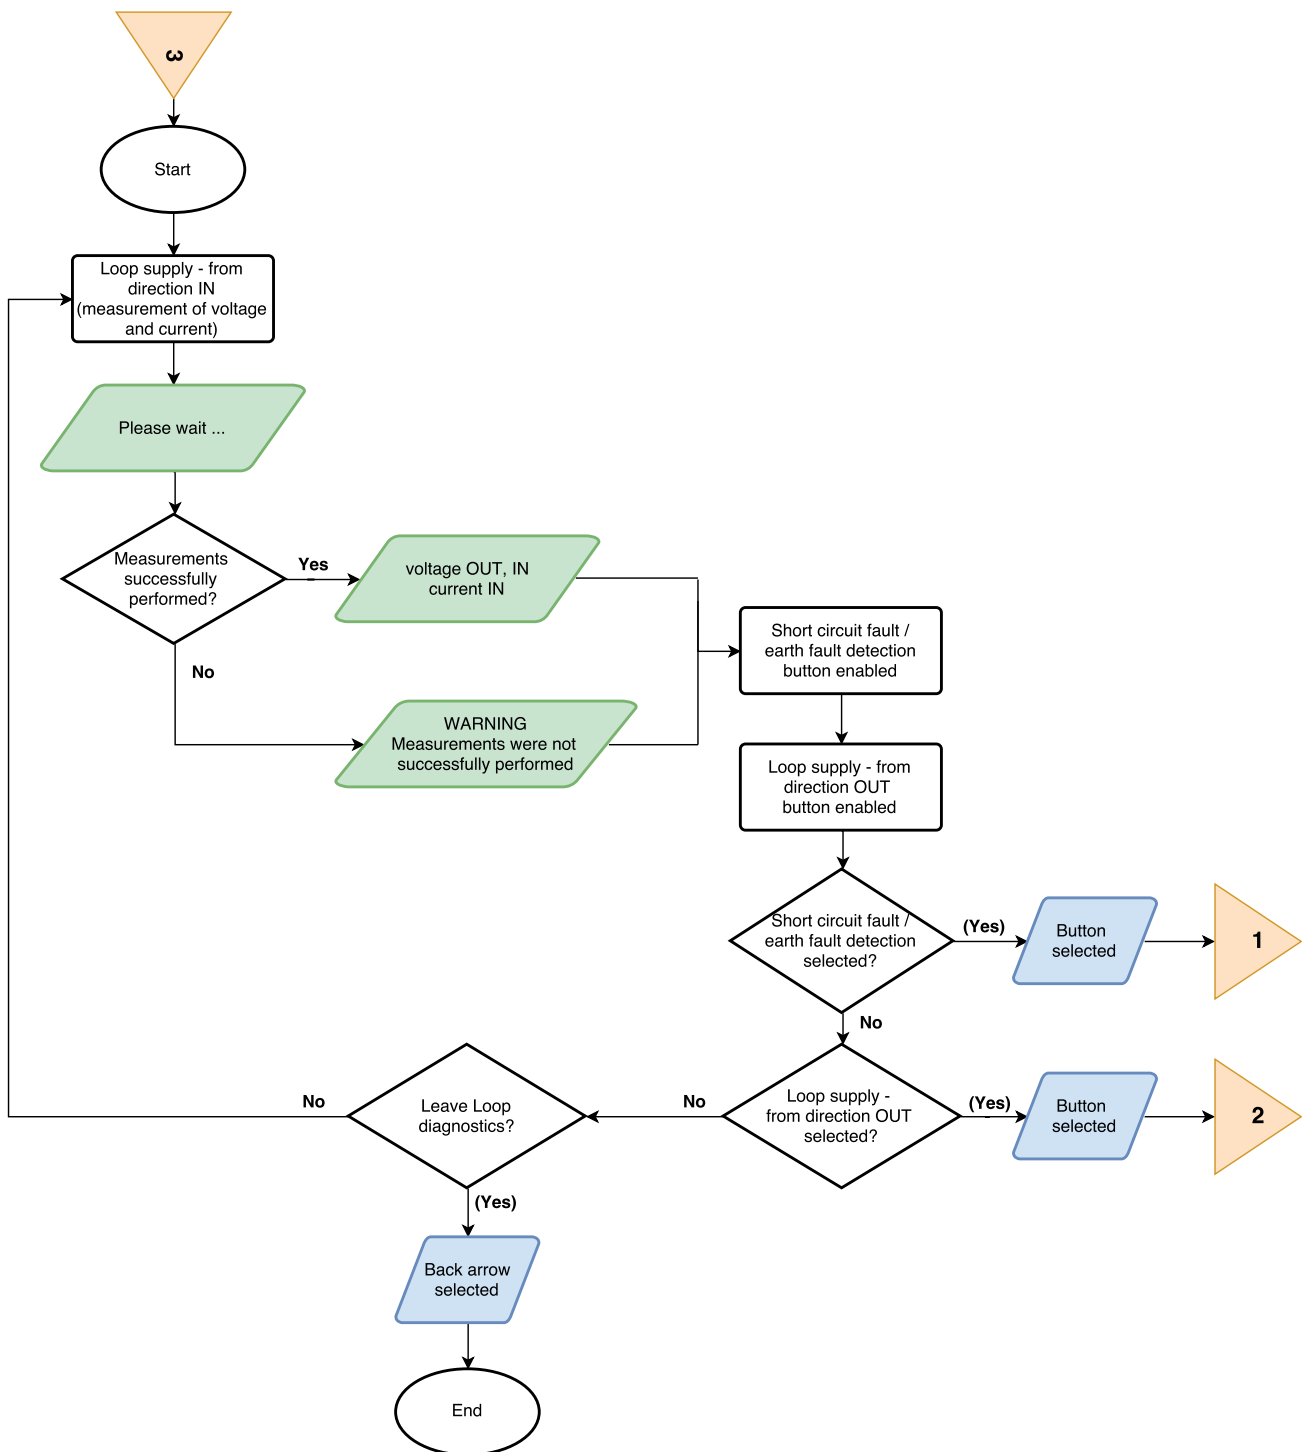 3
Start
Loop supply - from
direction IN
(measurement of voltage
and current)
Please wait ...
Measurements
successfully
performed?
Yes
voltage OUT, IN
current IN
No
WARNING
Measurements were not
successfully performed
Short circuit fault /
earth fault detection
button enabled
Loop supply - from
direction OUT
button enabled
Short circuit fault /
earth fault detection
selected?
(Yes)
Button
selected
1
No
Loop supply -
from direction OUT
selected?
(Yes)
Button
selected
2
No
Leave Loop
diagnostics?
No
(Yes)
Back arrow
selected
End